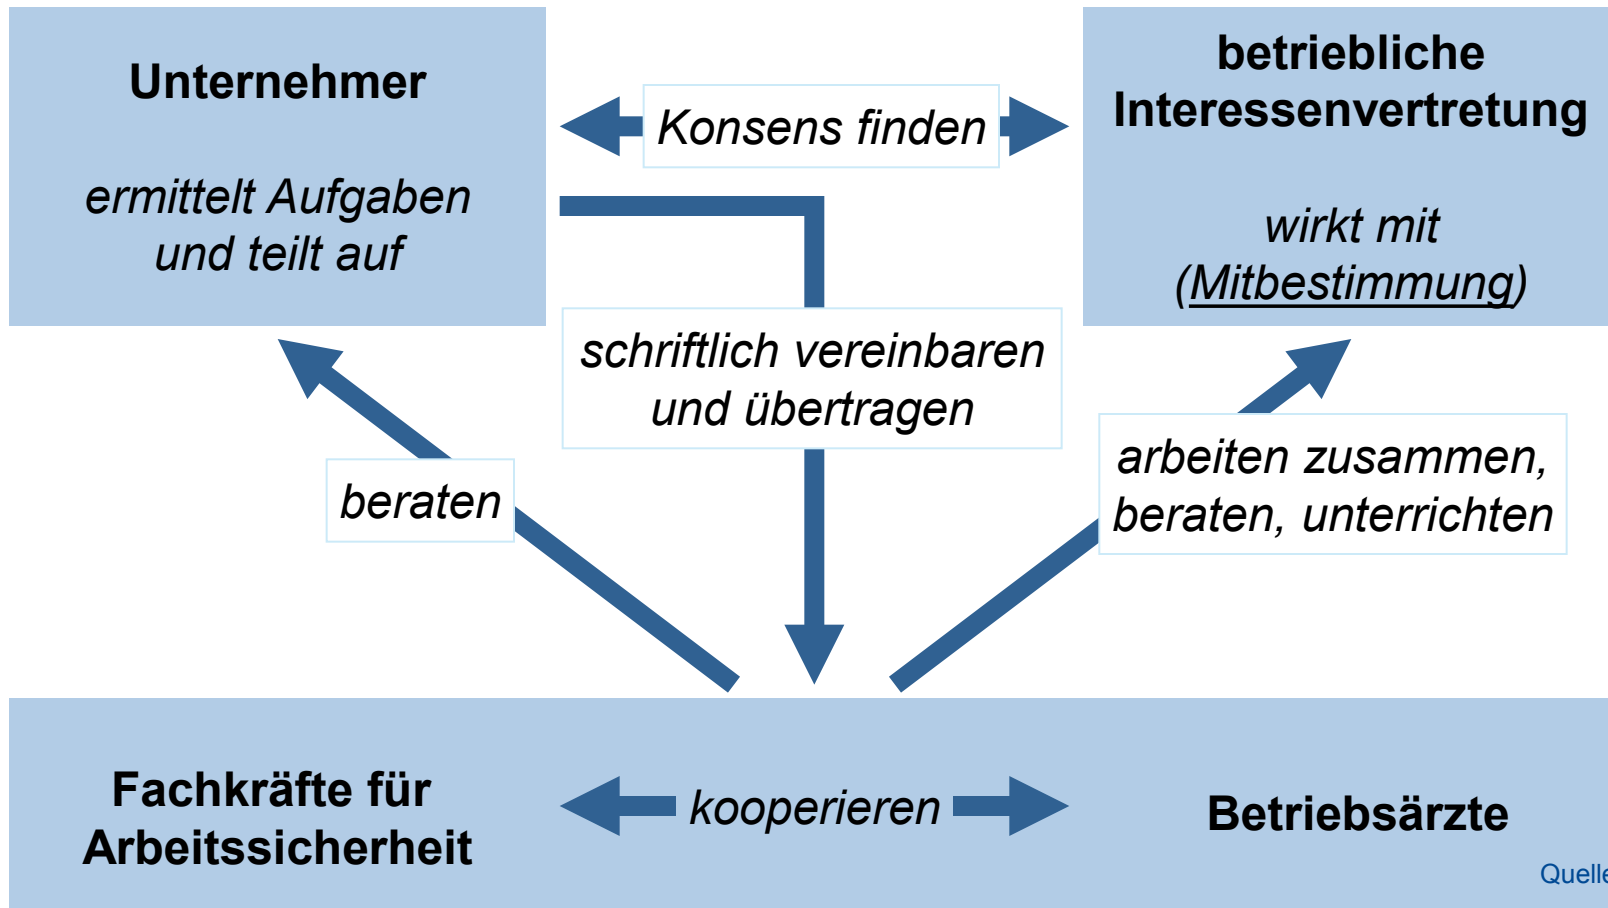 Unternehmer
ermittelt Aufgaben
und teilt auf
Konsens finden
betriebliche
Interessenvertretung
wirkt mit
(Mitbestimmung)
schriftlich vereinbaren
und übertragen
beraten
arbeiten zusammen,
beraten, unterrichten
Fachkräfte für
Arbeitssicherheit
kooperieren
Betriebsärzte
Quelle